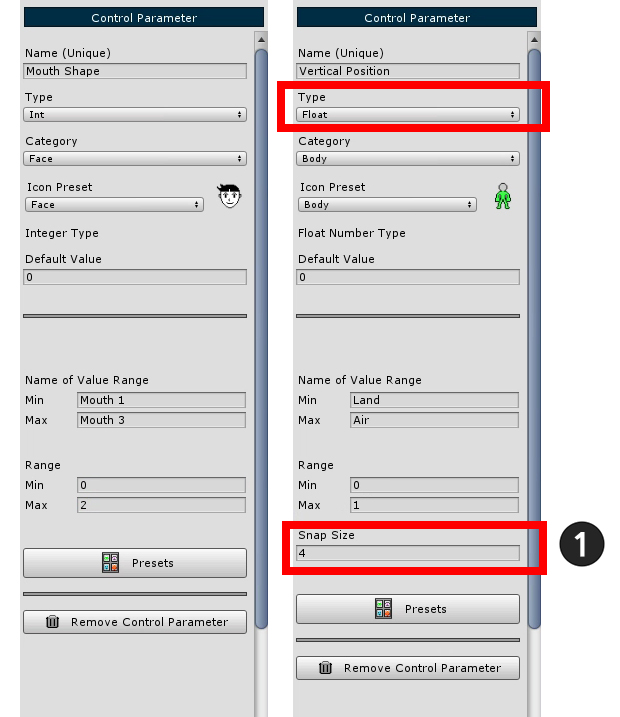 Control Parameter
Name (Unique)
Mouth Shape
Type
Int
Category
Face
Icon Preset
Face
Integer Type
Default Value
0
Name of Value Range
Min Mouth 1
Max Mouth 3
Range
Min 0
Max 2
Presets
Remove Control Parameter
Control Parameter
Name (Unique)
Vertical Position
Type
Float
Category
Body
Icon Preset
Body
Float Number Type
Default Value
0
Name of Value Range
Min Land
Max Air
Range
Min 0
Max 1
Snap Size
4
1
Presets
Remove Control Parameter